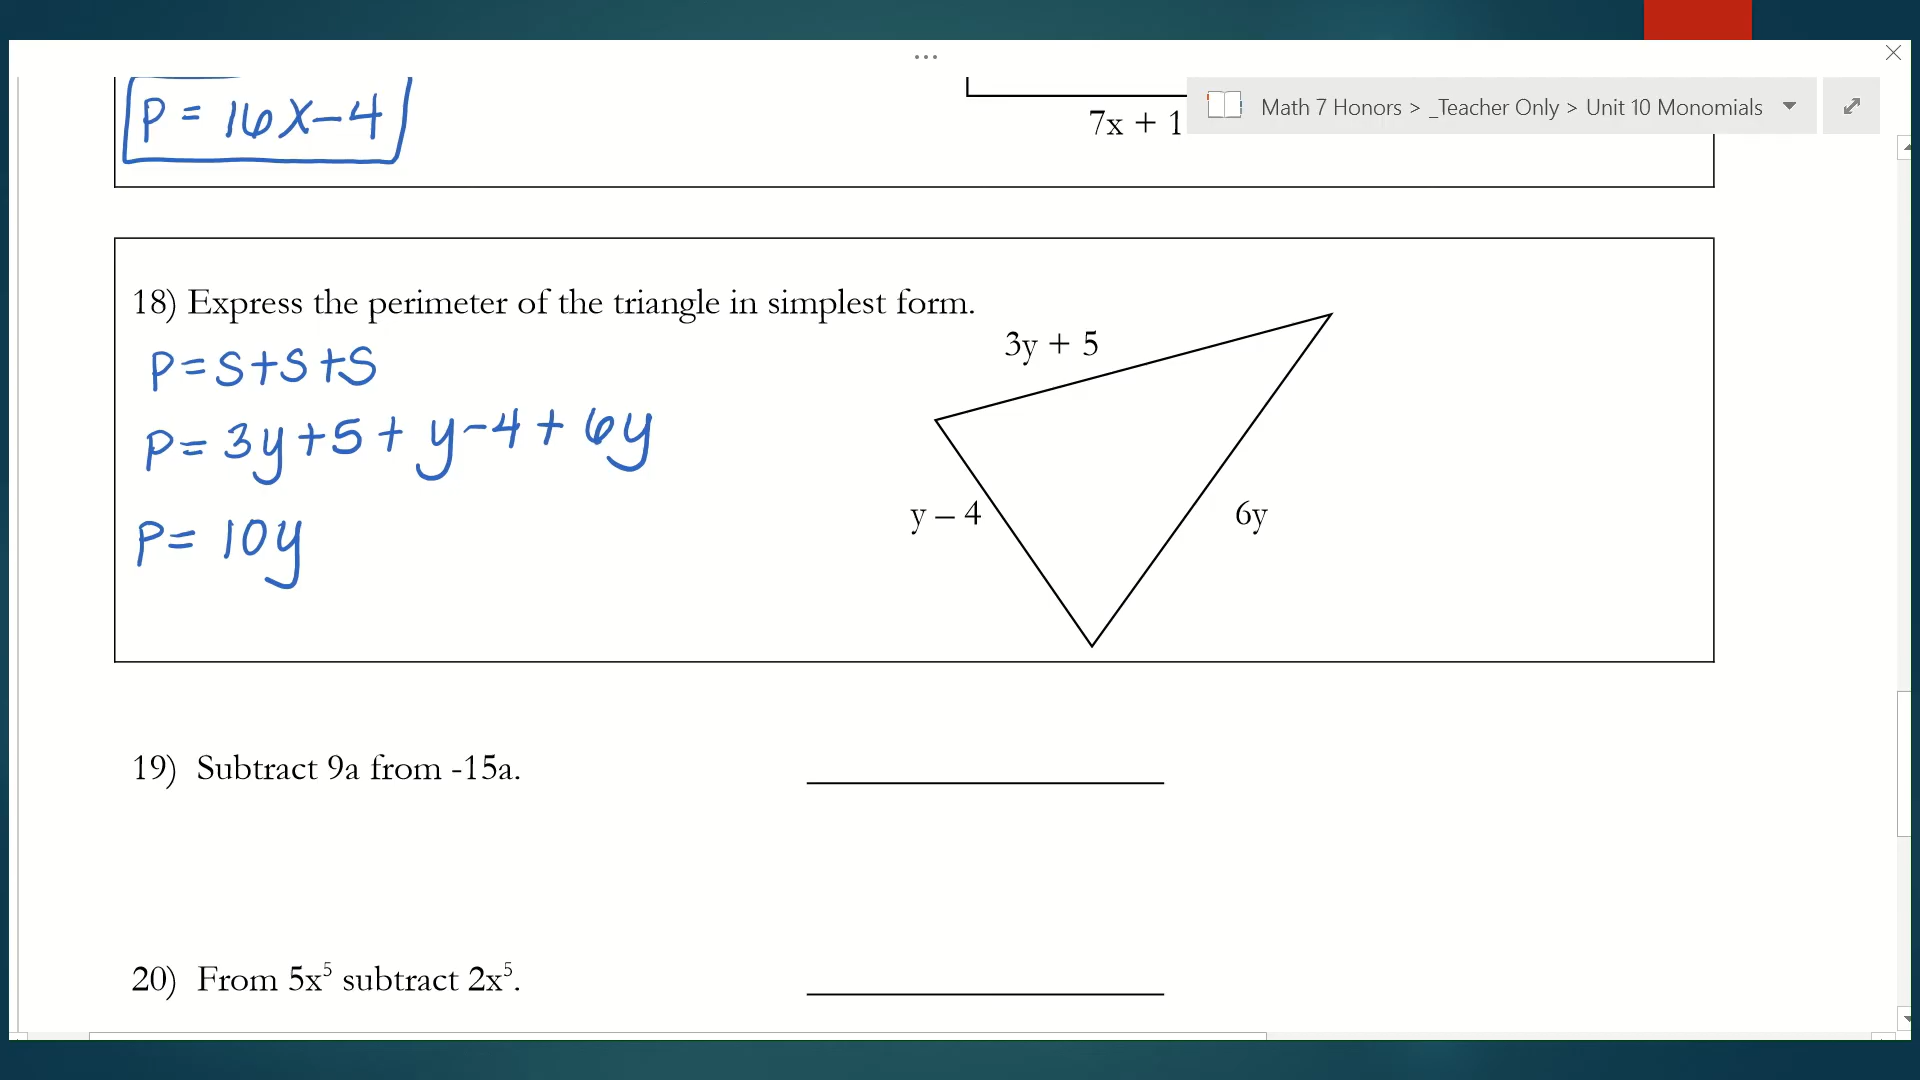 P = 16x-4
7x + 1
Math 7 Honors > _Teacher Only > Unit 10 Monomials
18) Express the perimeter of the triangle in simplest form.
P=S+S+S
P= 3y+5+ y-4+ 6y
P= 10y
3y + 5
y – 4
6y
19) Subtract 9a from -15a.
20) From 5x⁵ subtract 2x⁵.